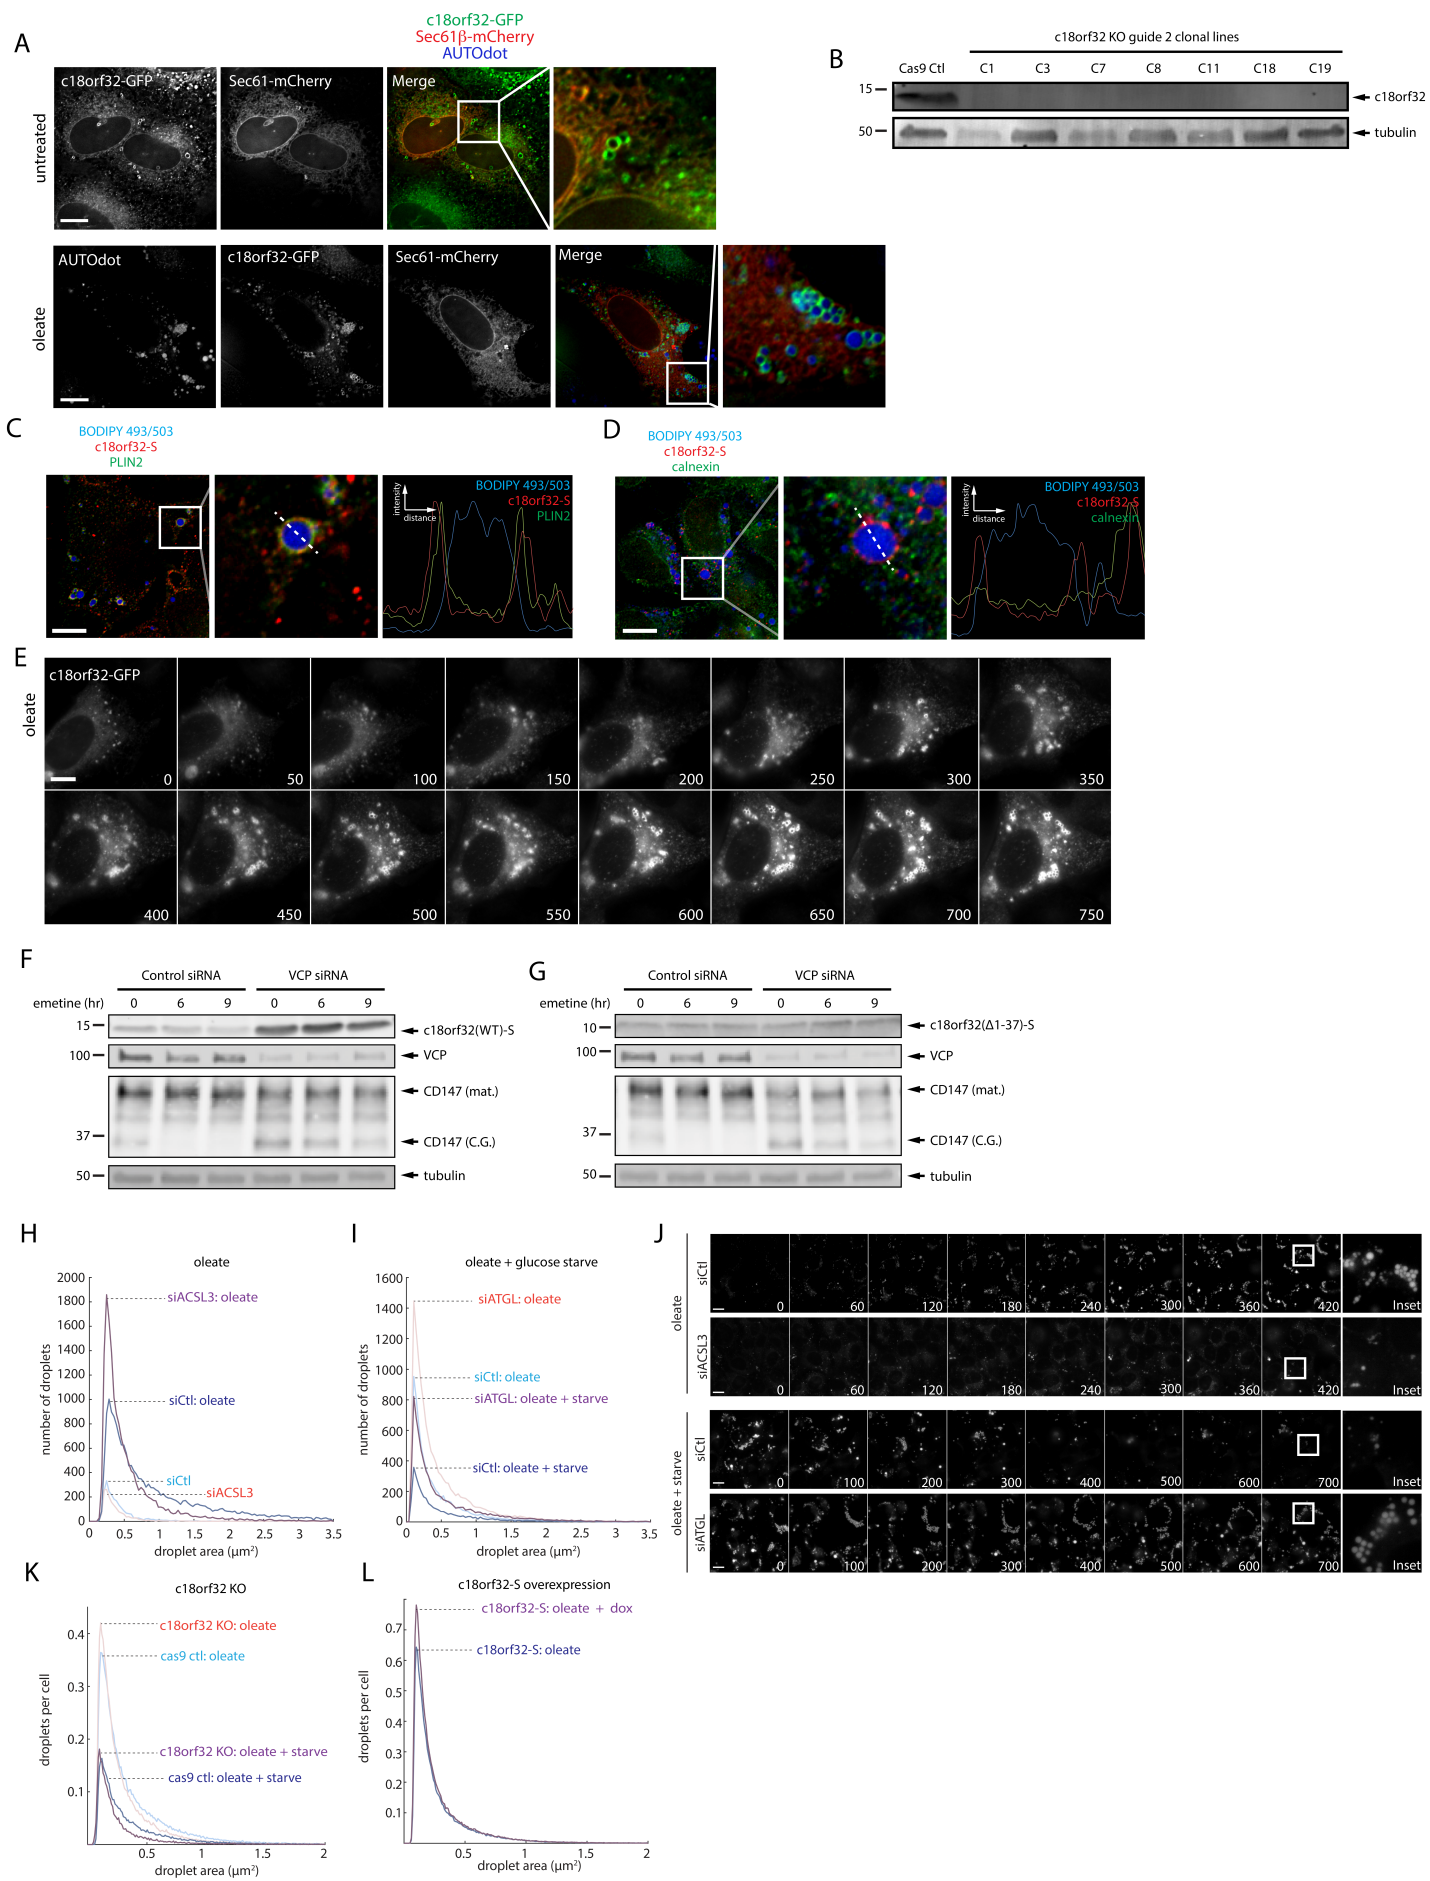 A
c18orf32-GFP
Sec61β-mCherry
AUTOdot
untreated
c18orf32-GFP
Sec61-mCherry
Merge
oleate
AUTOdot
c18orf32-GFP
Sec61-mCherry
Merge
B
c18orf32 KO guide 2 clonal lines
Cas9 Ctl C1 C3 C7 C8 C11 C18 C19
15
c18orf32
50
tubulin
C
BODIPY 493/503
c18orf32-S
PLIN2
intensity
distance
BODIPY 493/503
c18orf32-S
PLIN2
D
BODIPY 493/503
c18orf32-S
calnexin
intensity
distance
BODIPY 493/503
c18orf32-S
calnexin
E
oleate
c18orf32-GFP
0 50 100 150 200 250 300 350
400 450 500 550 600 650 700 750
F
Control siRNA VCP siRNA
emetine (hr) 0 6 9 0 6 9
15
c18orf32(WT)-S
100
VCP
CD147 (mat.)
37
CD147 (C.G.)
50
tubulin
G
Control siRNA VCP siRNA
emetine (hr) 0 6 9 0 6 9
10
c18orf32(Δ1-37)-S
100
VCP
CD147 (mat.)
37
CD147 (C.G.)
50
tubulin
H
oleate
number of droplets
2000
1800
1600
1400
1200
1000
800
600
400
200
0
siACSL3: oleate
siCtl: oleate
siCtl
siACSL3
0 0.5 1 1.5 2 2.5 3 3.5
droplet area (μm²)
I
oleate + glucose starve
number of droplets
1600
1400
1200
1000
800
600
400
200
0
siATGL: oleate
siCtl: oleate
siATGL: oleate + starve
siCtl: oleate + starve
0 0.5 1 1.5 2 2.5 3 3.5
droplet area (μm²)
J
oleate
siCtl
0 60 120 180 240 300 360 420 Inset
siACSL3
0 60 120 180 240 300 360 420 Inset
oleate + starve
siCtl
0 100 200 300 400 500 600 700 Inset
siATGL
0 100 200 300 400 500 600 700 Inset
K
c18orf32 KO
droplets per cell
0.4
0.3
0.2
0.1
c18orf32 KO: oleate
cas9 ctl: oleate
c18orf32 KO: oleate + starve
cas9 ctl: oleate + starve
0.5 1 1.5 2
droplet area (μm²)
L
c18orf32-S overexpression
droplets per cell
0.7
0.6
0.5
0.4
0.3
0.2
0.1
c18orf32-S: oleate + dox
c18orf32-S: oleate
0.5 1 1.5 2
droplet area (μm²)